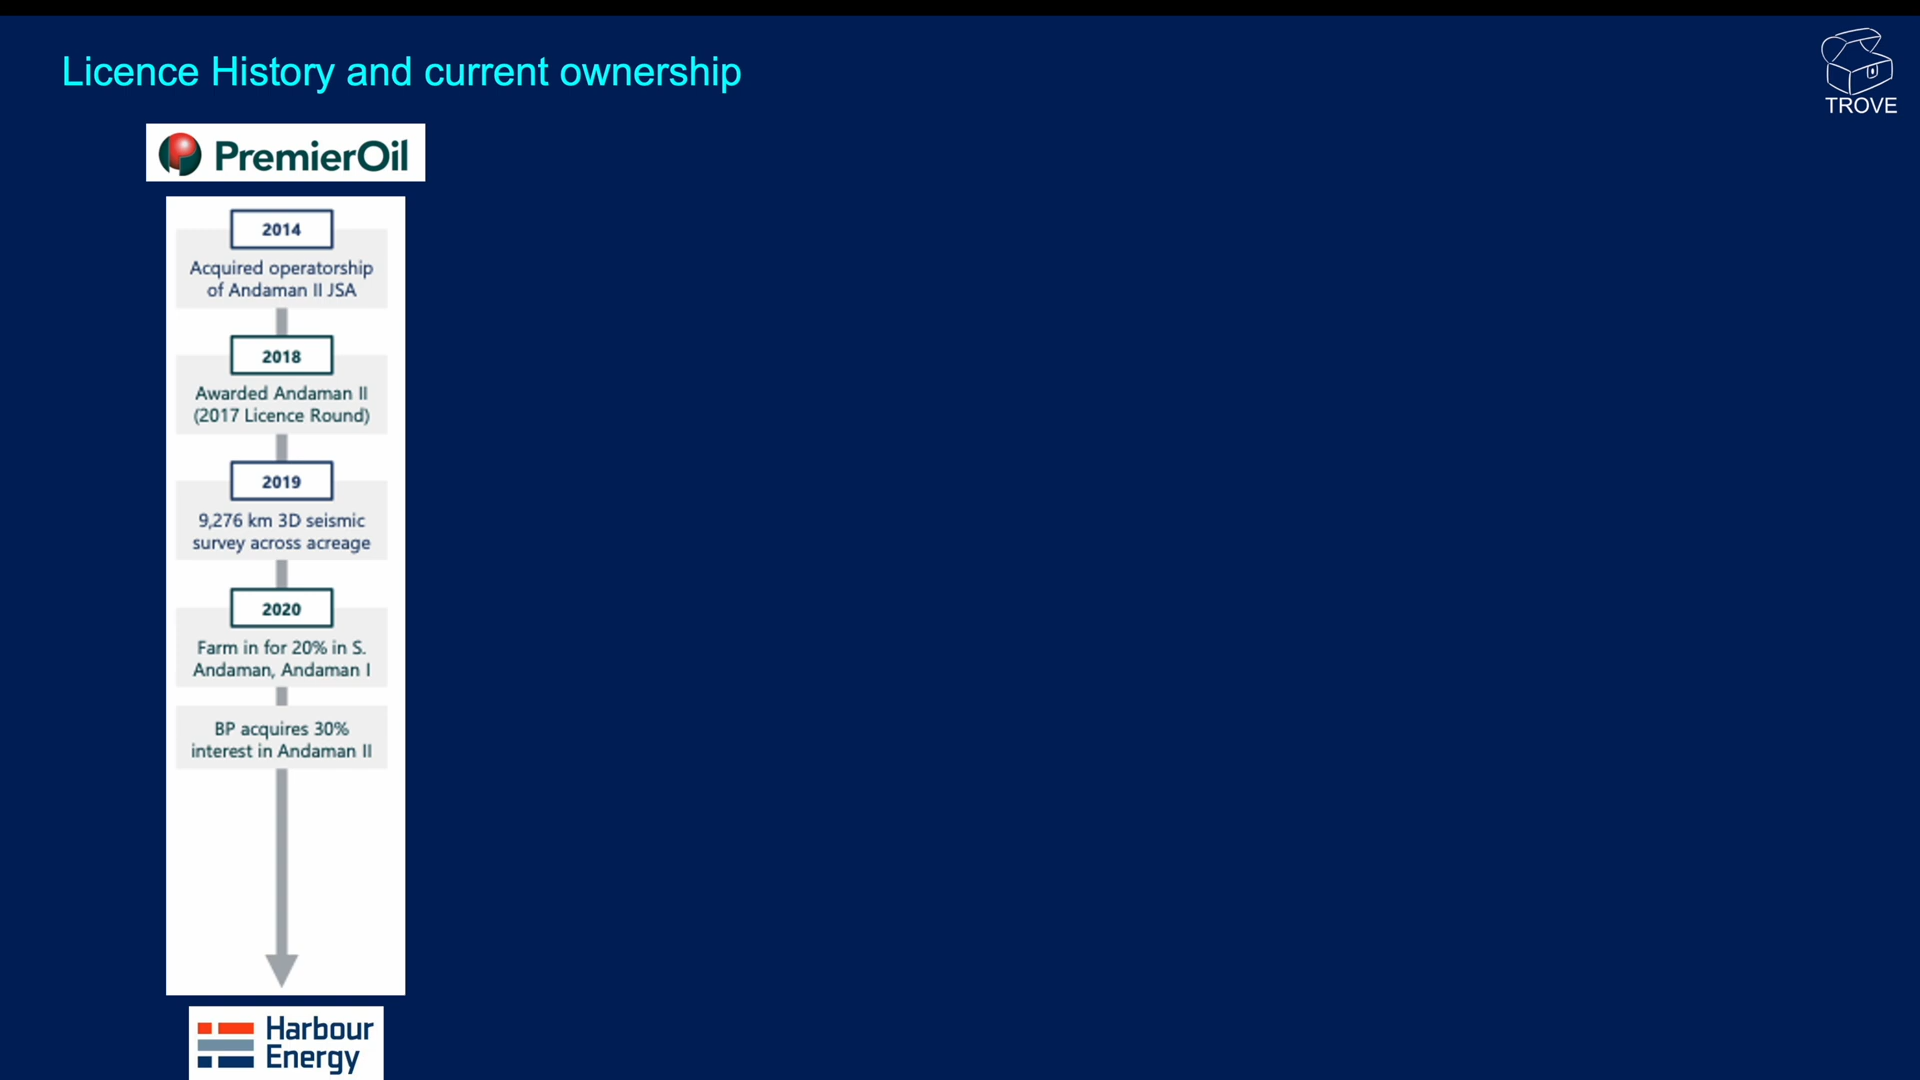 Licence History and current ownership
TROVE
PremierOil
2014
Acquired operatorship
of Andaman II JSA
2018
Awarded Andaman II
(2017 Licence Round)
2019
9,276 km 3D seismic
survey across acreage
2020
Farm in for 20% in S.
Andaman, Andaman I
BP acquires 30%
interest in Andaman II
Harbour
Energy